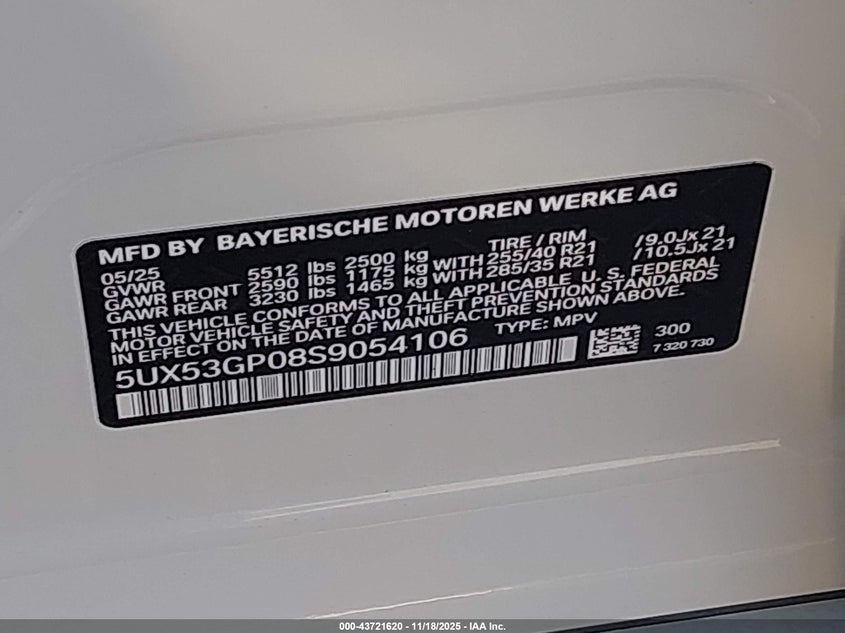 MFD BY BAYERISCHE MOTOREN WERKE AG
05/25 TIRE / RIM
GVWR 5512 lbs 2500 kg
GAWR FRONT 2590 lbs 1175 kg WITH 255/40 R21 /9.0Jx 21
GAWR REAR 3230 lbs 1465 kg WITH 285/35 R21 /10.5Jx 21
THIS VEHICLE CONFORMS TO ALL APPLICABLE U. S. FEDERAL
MOTOR VEHICLE SAFETY AND THEFT PREVENTION STANDARDS
IN EFFECT ON THE DATE OF MANUFACTURE SHOWN ABOVE.
5UX53GP08S9054106 TYPE: MPV
300
7 320 730
000-43721620 - 11/18/2025 - IAA Inc.